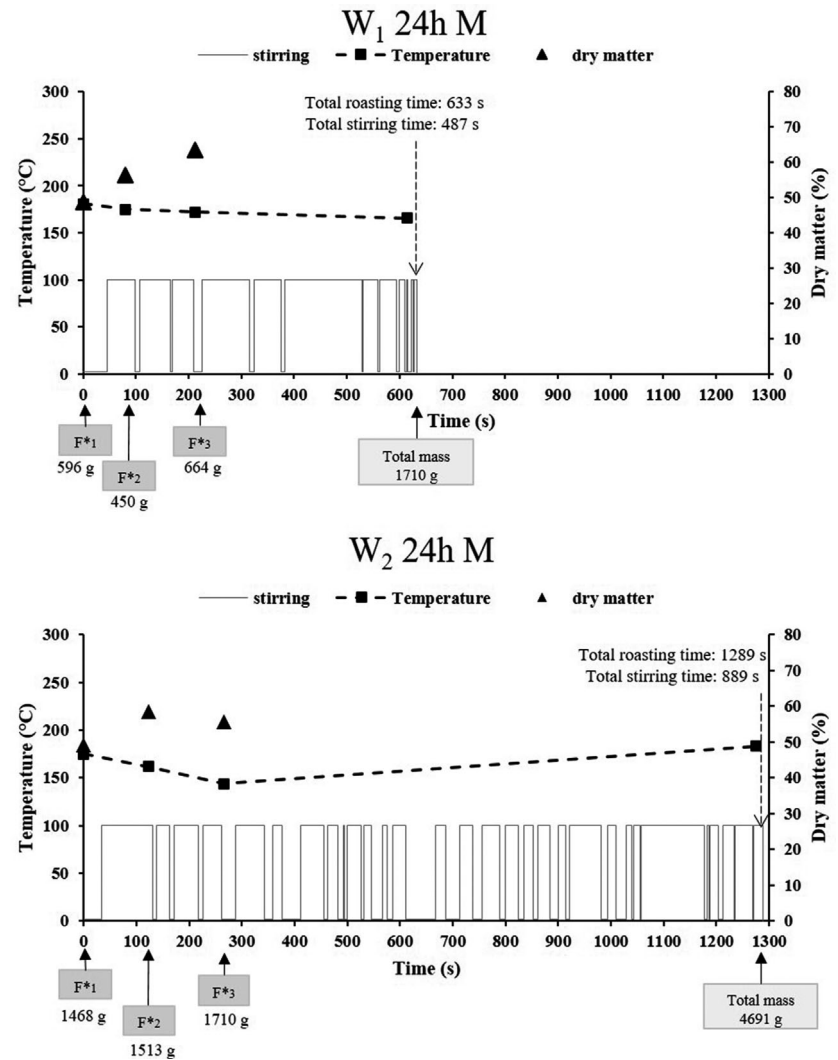 W₁ 24h M
stirring Temperature dry matter
Total roasting time: 633 s
Total stirring time: 487 s
Temperature (°C)
300
250
200
150
100
50
0
Dry matter (%)
80
70
60
50
40
30
20
10
0
0 100 200 300 400 500 600 700 800 900 1000 1100 1200 1300
Time (s)
F*1
596 g
F*2
450 g
F*3
664 g
Total mass
1710 g
W₂ 24h M
stirring Temperature dry matter
Total roasting time: 1289 s
Total stirring time: 889 s
Temperature (°C)
300
250
200
150
100
50
0
Dry matter (%)
80
70
60
50
40
30
20
10
0
0 100 200 300 400 500 600 700 800 900 1000 1100 1200 1300
Time (s)
F*1
1468 g
F*2
1513 g
F*3
1710 g
Total mass
4691 g